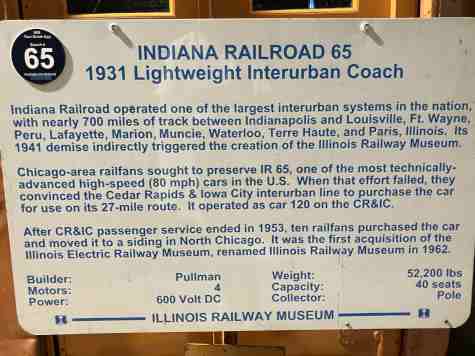 65
INDIANA RAILROAD 65
1931 Lightweight Interurban Coach
Indiana Railroad operated one of the largest interurban systems in the nation,
with nearly 700 miles of track between Indianapolis and Louisville, Ft. Wayne,
Peru, Lafayette, Marion, Muncie, Waterloo, Terre Haute, and Paris, Illinois. Its
1941 demise indirectly triggered the creation of the Illinois Railway Museum.
Chicago-area railfans sought to preserve IR 65, one of the most technically-
advanced high-speed (80 mph) cars in the U.S. When that effort failed, they
convinced the Cedar Rapids & Iowa City interurban line to purchase the car
for use on its 27-mile route. It operated as car 120 on the CR&IC.
After CR&IC passenger service ended in 1953, ten railfans purchased the car
and moved it to a siding in North Chicago. It was the first acquisition of the
Illinois Electric Railway Museum, renamed Illinois Railway Museum in 1962.
Builder: Pullman Weight: 52,200 lbs
Motors: 4 Capacity: 40 seats
Power: 600 Volt DC Collector: Pole
ILLINOIS RAILWAY MUSEUM